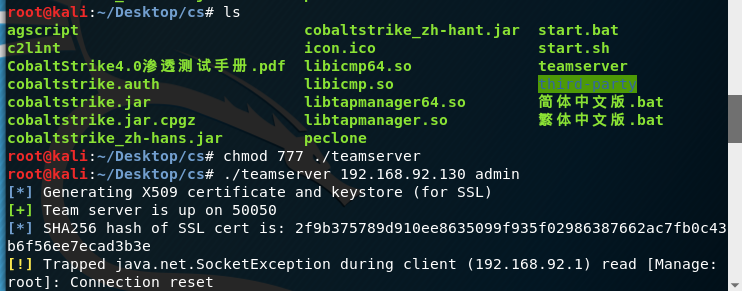 root@kali:~/Desktop/cs# ls
agscript cobaltstrike_zh-hant.jar start.bat
c2lint icon.ico start.sh
CobaltStrike4.0渗透测试手册.pdf libicmp64.so teamserver
cobaltstrike.auth libicmp.so third-party
cobaltstrike.jar libtapmanager64.so 简体中文版.bat
cobaltstrike.jar.cpgz libtapmanager.so 繁体中文版.bat
cobaltstrike_zh-hans.jar peclone
root@kali:~/Desktop/cs# chmod 777 ./teamserver
root@kali:~/Desktop/cs# ./teamserver 192.168.92.130 admin
[*] Generating X509 certificate and keystore (for SSL)
[+] Team server is up on 50050
[*] SHA256 hash of SSL cert is: 2f9b375789d910ee8635099f935f02986387662ac7fb0c43
b6f56ee7ecad3b3e
[!] Trapped java.net.SocketException during client (192.168.92.1) read [Manage:
root]: Connection reset